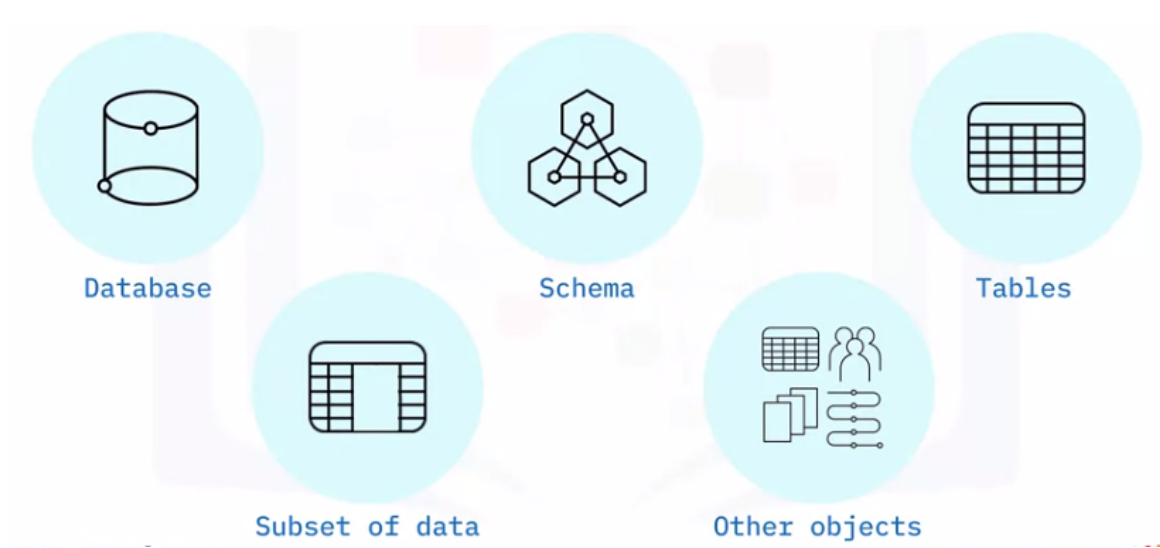 Database
Schema
Tables
Subset of data
Other objects